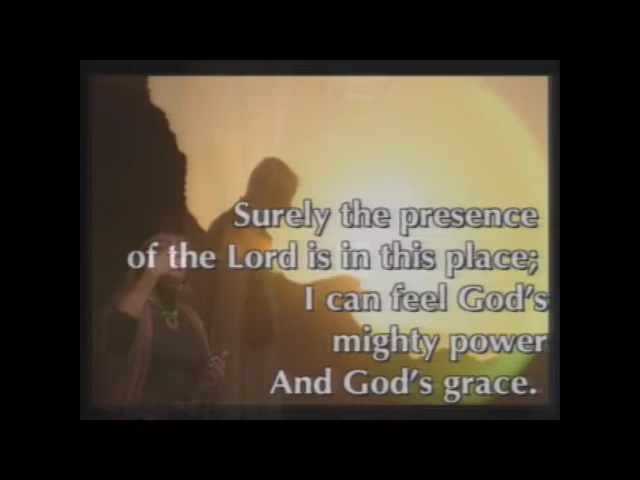 Surely the presence
of the Lord is in this place;
I can feel God's
mighty power
And God's grace.